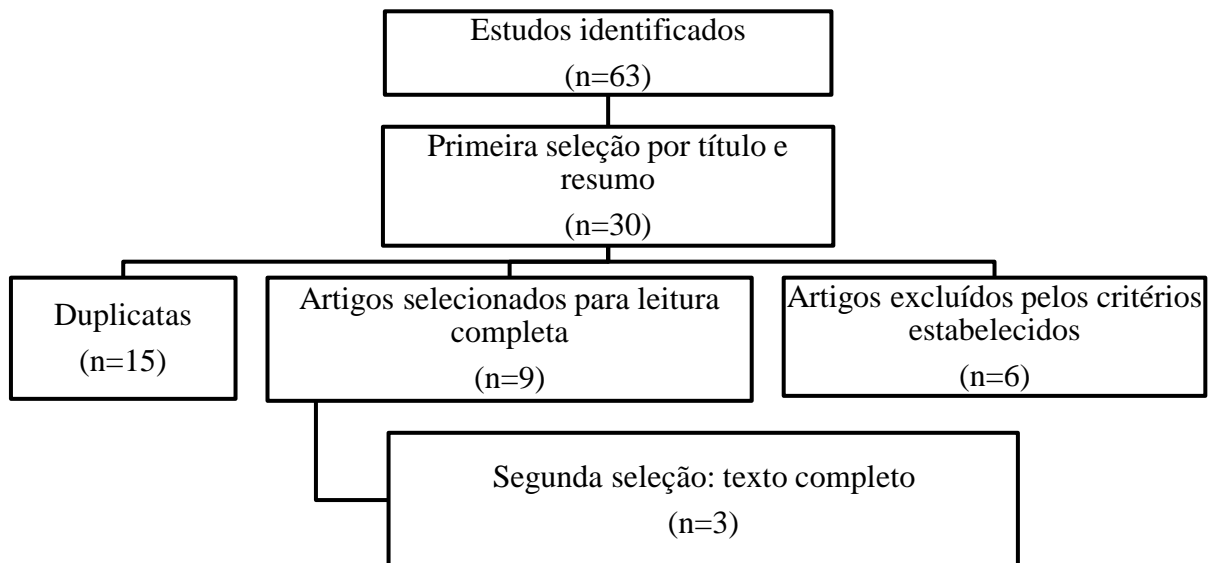 Estudos identificados
(n=63)
Primeira seleção por título e
resumo
(n=30)
Duplicatas
(n=15)
Artigos selecionados para leitura
completa
(n=9)
Artigos excluídos pelos critérios
estabelecidos
(n=6)
Segunda seleção: texto completo
(n=3)